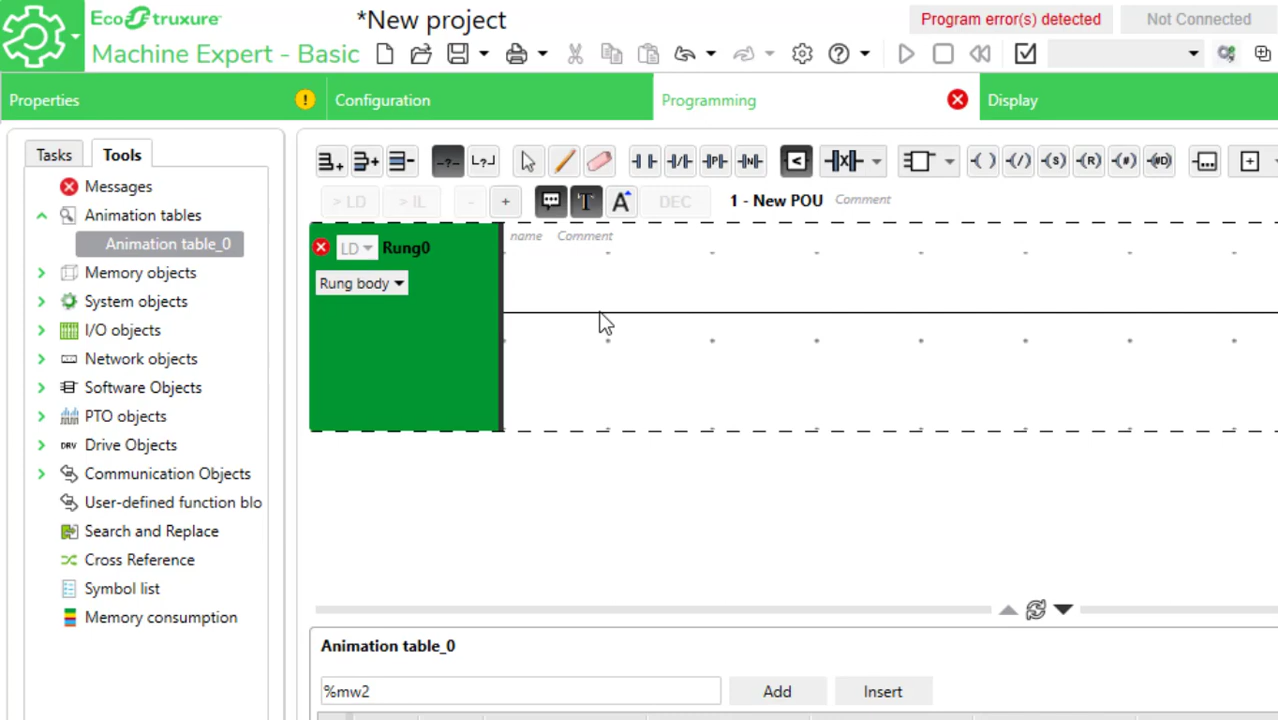 EcoStruxure
*New project
Program error(s) detected
Not Connected
Machine Expert - Basic
Properties
Configuration
Programming
Display
Tasks
Tools
Messages
Animation tables
Animation table_0
Memory objects
System objects
I/O objects
Network objects
Software Objects
PTO objects
DRV Drive Objects
Communication Objects
User-defined function blo
Search and Replace
Cross Reference
Symbol list
Memory consumption
> LD
> IL
-
+
T
A
DEC
1 - New POU
Comment
LD
Rung0
name
Comment
Rung body
Animation table_0
%mw2
Add
Insert